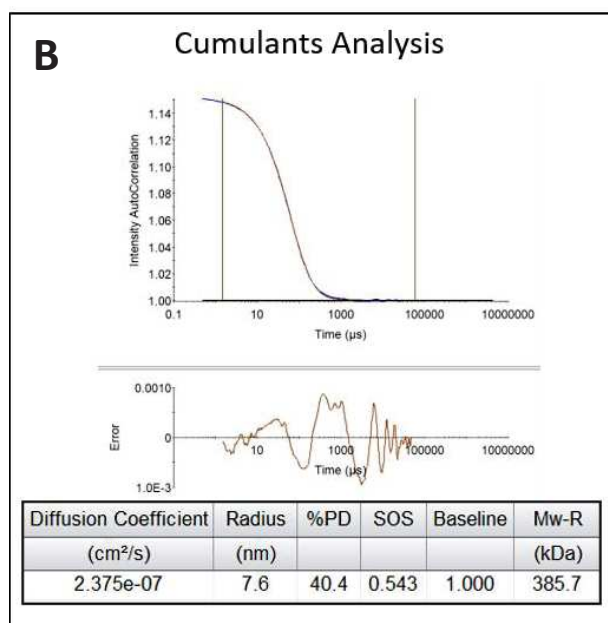 B
Cumulants Analysis
Intensity AutoCorrelation
1.14
1.12
1.10
1.08
1.06
1.04
1.02
1.00
0.1 10 1000 100000 10000000
Time (µs)
Error
0.0010
0
1.0E-3
10 1000 100000 10000000
Time (µs)
Diffusion Coefficient Radius %PD SOS Baseline Mw-R
(cm²/s) (nm) (kDa)
2.375e-07 7.6 40.4 0.543 1.000 385.7